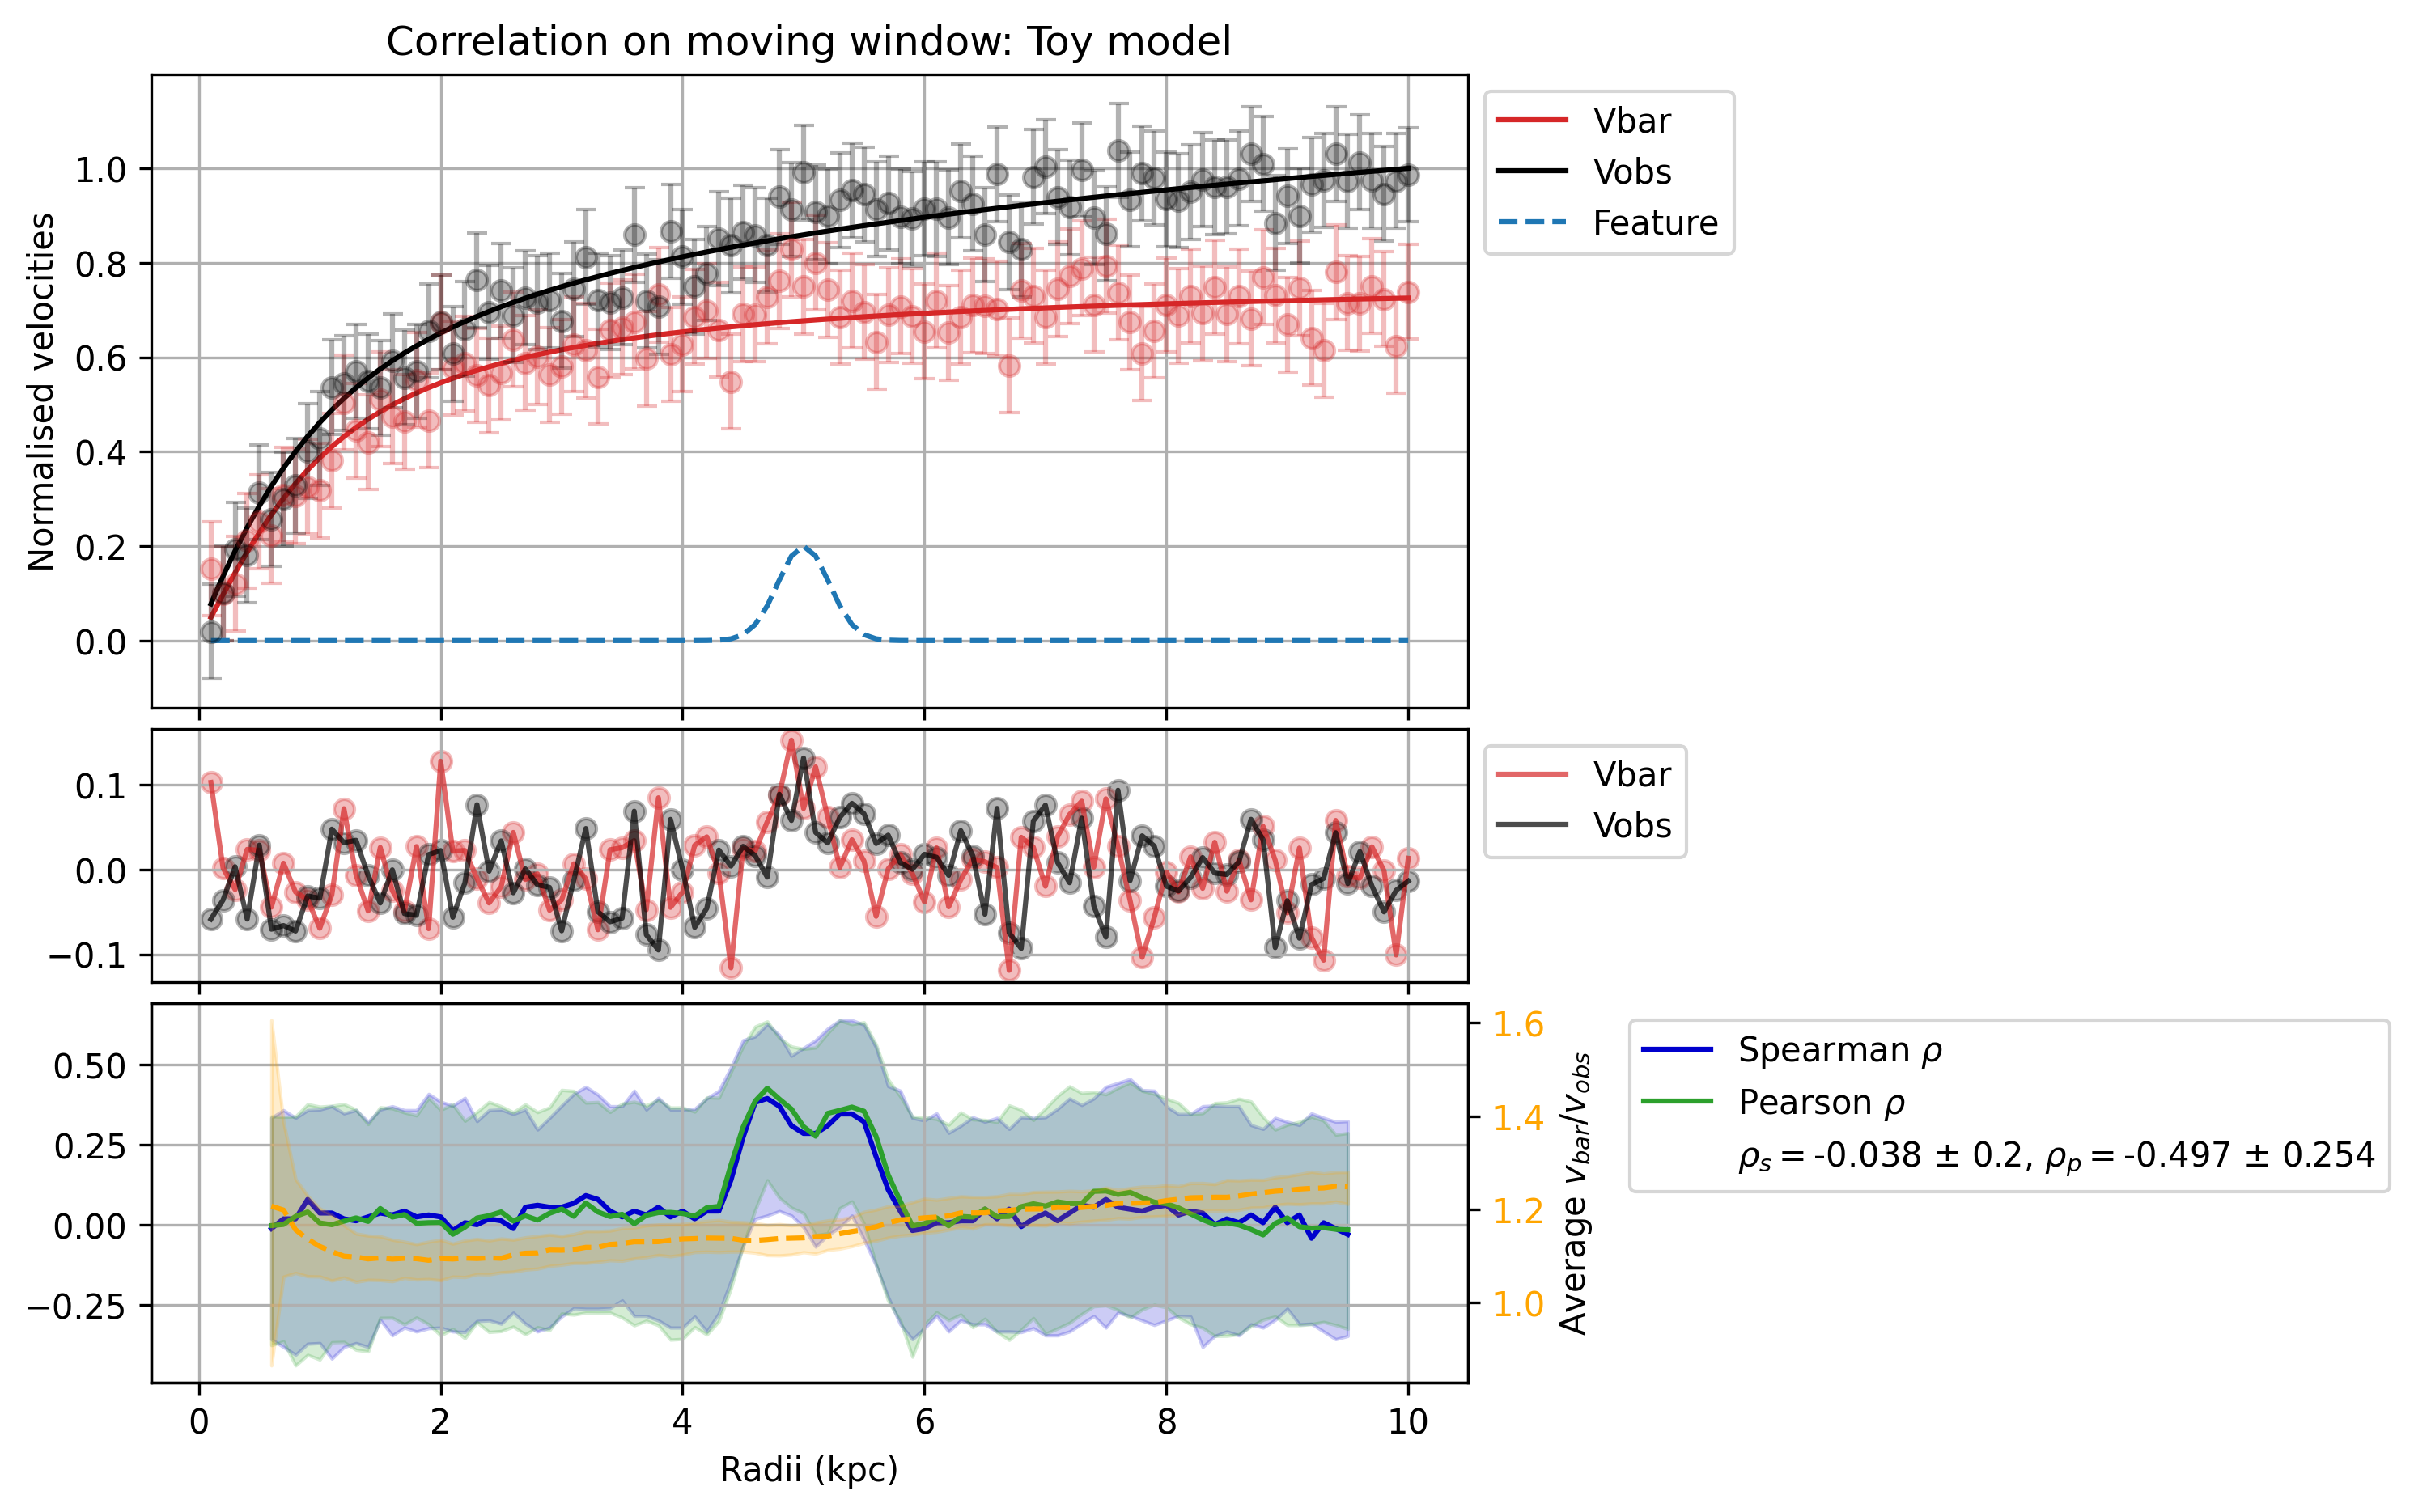 Correlation on moving window: Toy model
Normalised velocities
1.0
0.8
0.6
0.4
0.2
0.0
Vbar
Vobs
Feature
0.1
0.0
−0.1
Vbar
Vobs
0.50
0.25
0.00
−0.25
1.6
1.4
1.2
1.0
Average v_bar/v_obs
Spearman ρ
Pearson ρ
ρ_s = -0.038 ± 0.2, ρ_p = -0.497 ± 0.254
0 2 4 6 8 10
Radii (kpc)